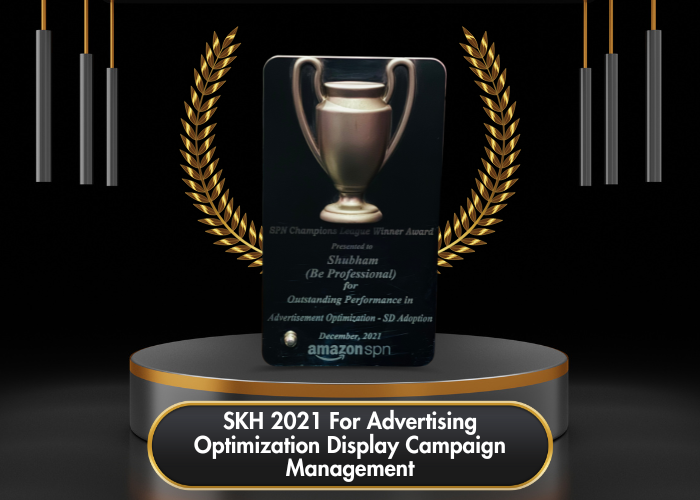 SPN Champions League Winner Award
Presented to
Shubham
(Be Professional)
for
Outstanding Performance in
Advertisement Optimization - SD Adoption
December, 2021
amazon spn
SKH 2021 For Advertising
Optimization Display Campaign
Management